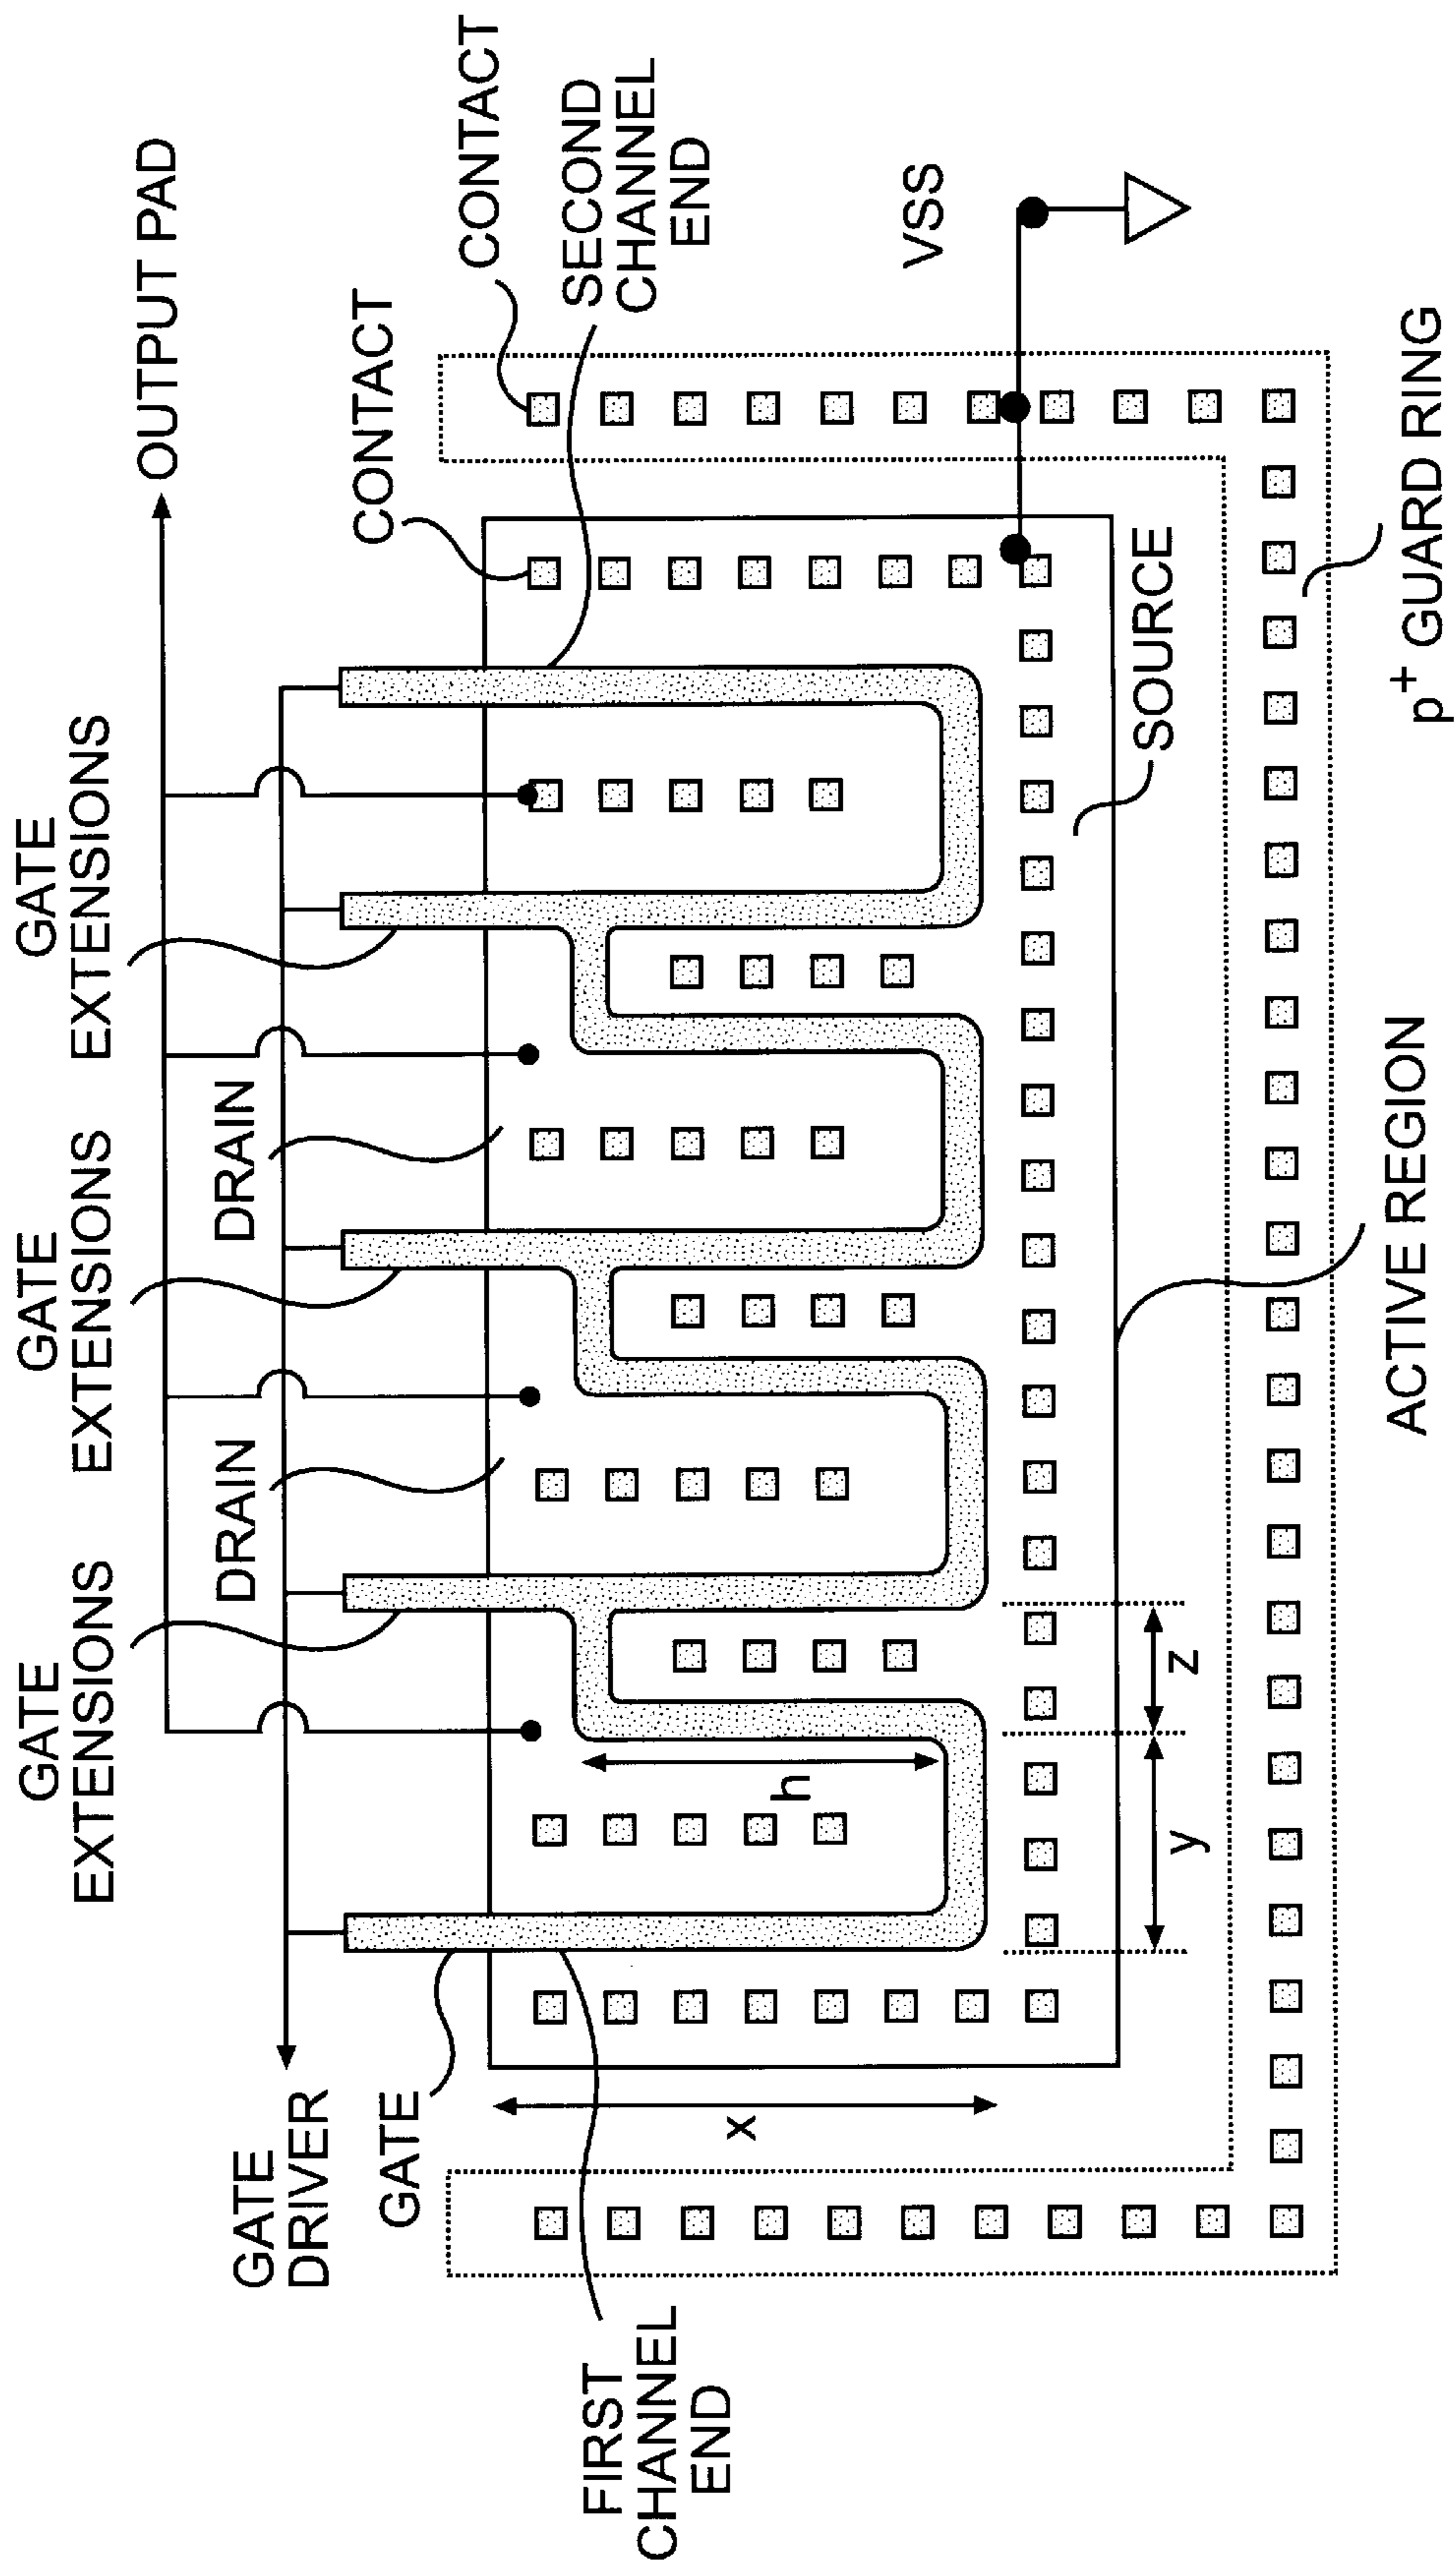 OUTPUT PAD
CONTACT
CONTACT
SECOND
CHANNEL
END
VSS
GATE
EXTENSIONS
GATE
EXTENSIONS
GATE
EXTENSIONS
DRAIN
DRAIN
SOURCE
p+ GUARD RING
ACTIVE REGION
h
z
y
x
GATE
DRIVER
GATE
FIRST
CHANNEL
END